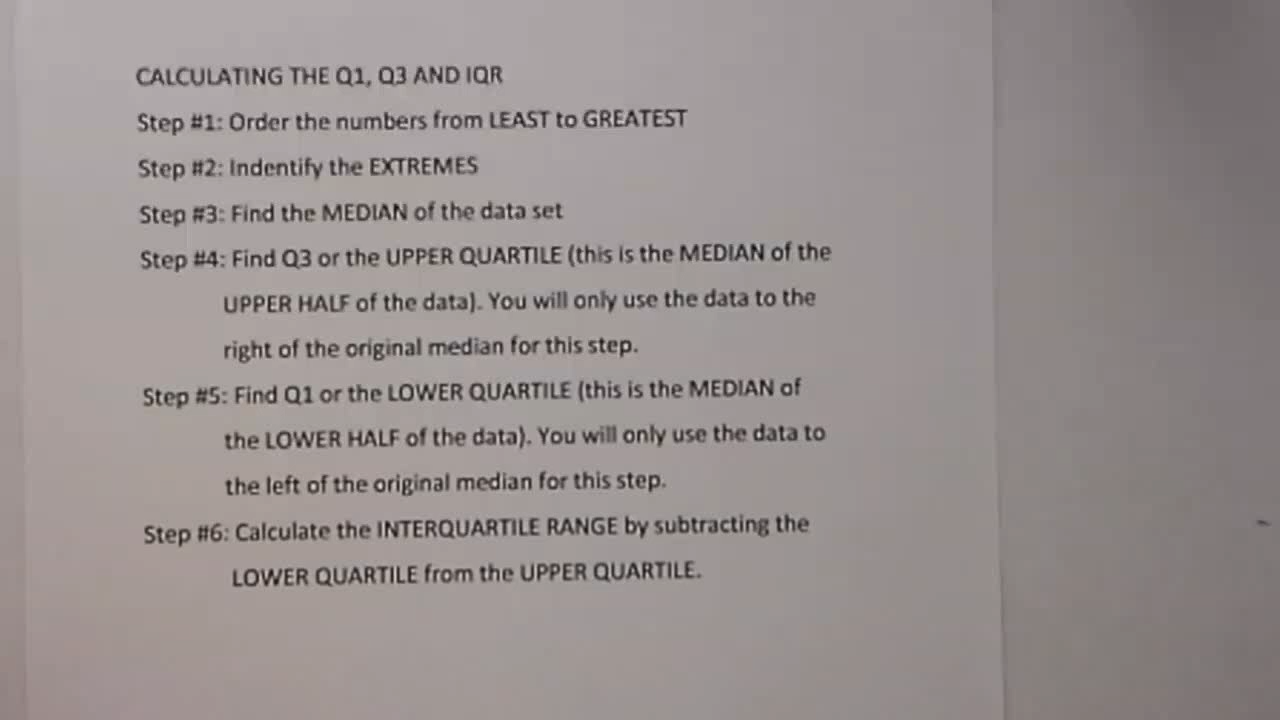 CALCULATING THE Q1, Q3 AND IQR
Step #1: Order the numbers from LEAST to GREATEST
Step #2: Indentify the EXTREMES
Step #3: Find the MEDIAN of the data set
Step #4: Find Q3 or the UPPER QUARTILE (this is the MEDIAN of the
UPPER HALF of the data). You will only use the data to the
right of the original median for this step.
Step #5: Find Q1 or the LOWER QUARTILE (this is the MEDIAN of
the LOWER HALF of the data). You will only use the data to
the left of the original median for this step.
Step #6: Calculate the INTERQUARTILE RANGE by subtracting the
LOWER QUARTILE from the UPPER QUARTILE.